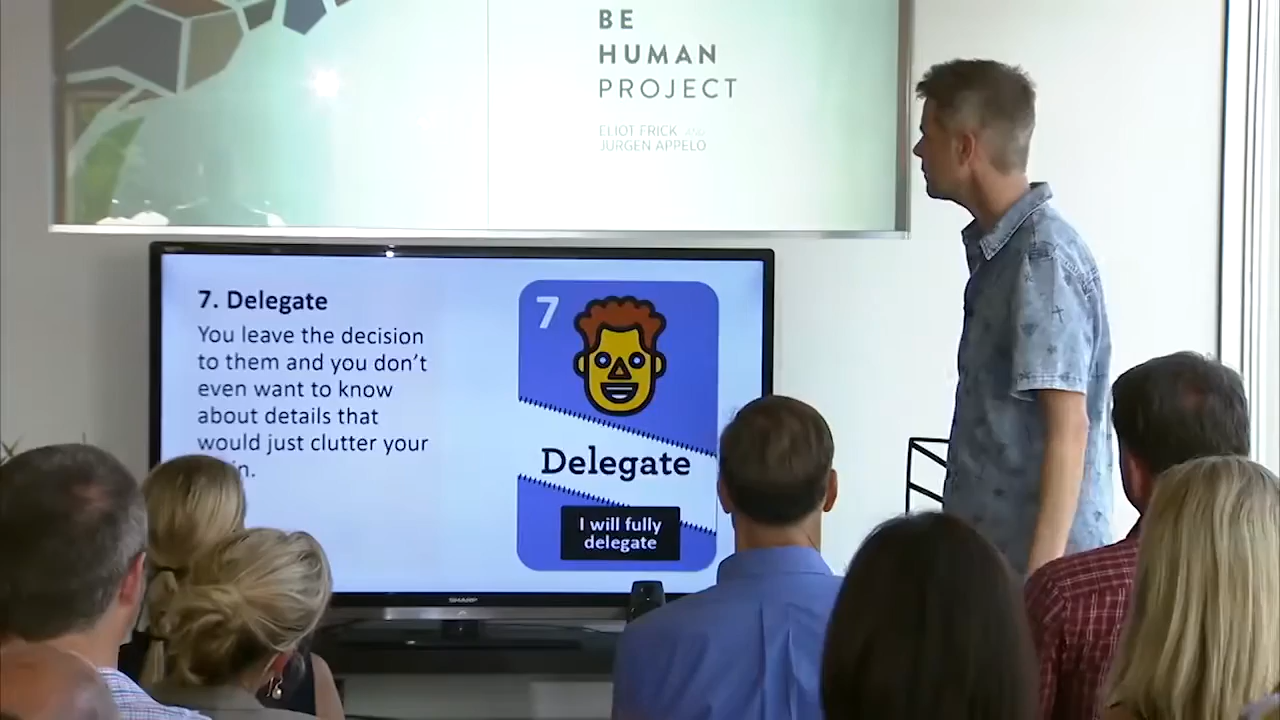 BE
HUMAN
PROJECT
ELIOT FRICK AND
JURGEN APPELO
7. Delegate
You leave the decision
to them and you don't
even want to know
about details that
would just clutter your
7
Delegate
I will fully
delegate
SHARP